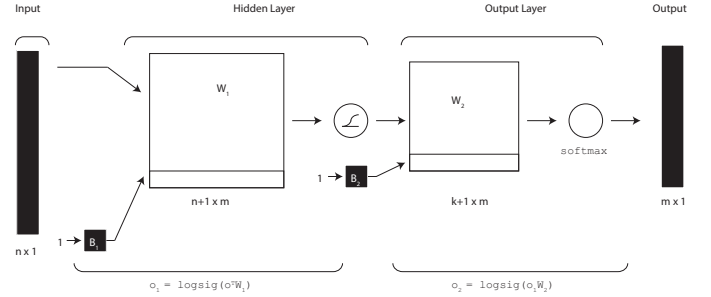 Input
Hidden Layer
Output Layer
Output
W₁
W₂
softmax
1
B₂
n+1 x m
k+1 x m
m x 1
1
B₁
n x 1
o₁ = logsig(oᵀW₁)
o₂ = logsig(o₁W₂)